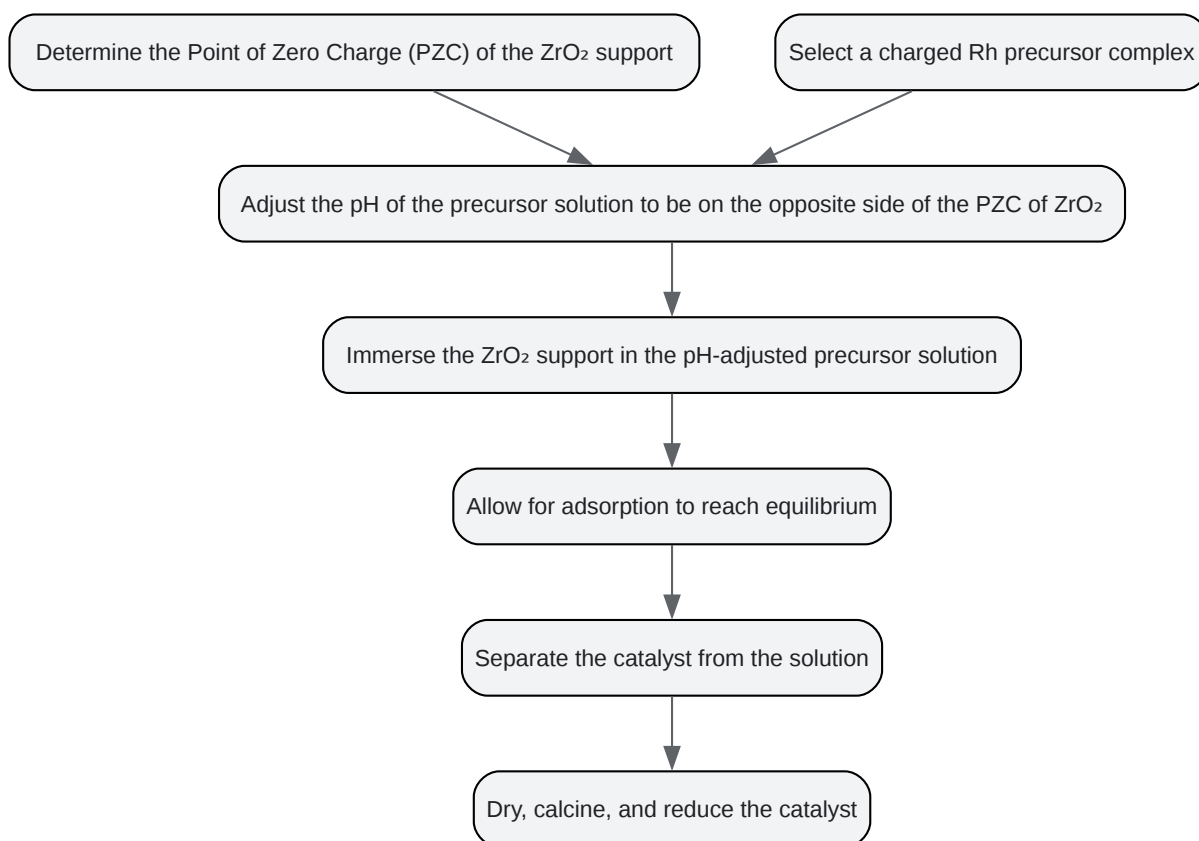 Determine the Point of Zero Charge (PZC) of the ZrO₂ support
Select a charged Rh precursor complex
Adjust the pH of the precursor solution to be on the opposite side of the PZC of ZrO₂
Immerse the ZrO₂ support in the pH-adjusted precursor solution
Allow for adsorption to reach equilibrium
Separate the catalyst from the solution
Dry, calcine, and reduce the catalyst